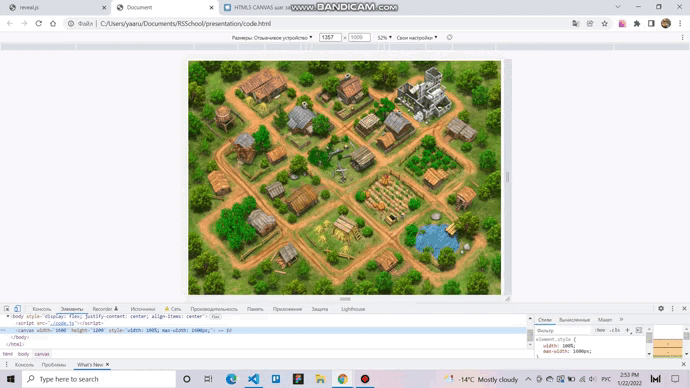 www.BANDICAM.com
reveal.js
Document
HTML5 CANVAS шаг за
Файл | C:/Users/yaaru/Documents/RSSchool/presentation/code.html
Размеры: Отзывчивое устройство ▼ 1357 x 1009 52% ▼ Свои настройки ▼
Консоль Элементы Recorder Источники Сеть Производительность Память Приложение Защита Lighthouse
<body style="display: flex; justify-content: center; align-items: center;"> flex
<script src="./code.js"></script>
<canvas width="1600" height="1200" style="width: 100%; max-width: 1600px;"> == $0
</body>
</html>
html body canvas
Стили Вычисленные Макет
Фильтр :hov .cls
element.style {
width: 100%;
max-width: 1600px;
Консоль Проблемы What's New
Type here to search
-14°C Mostly cloudy
РУС
2:53 PM
1/22/2022